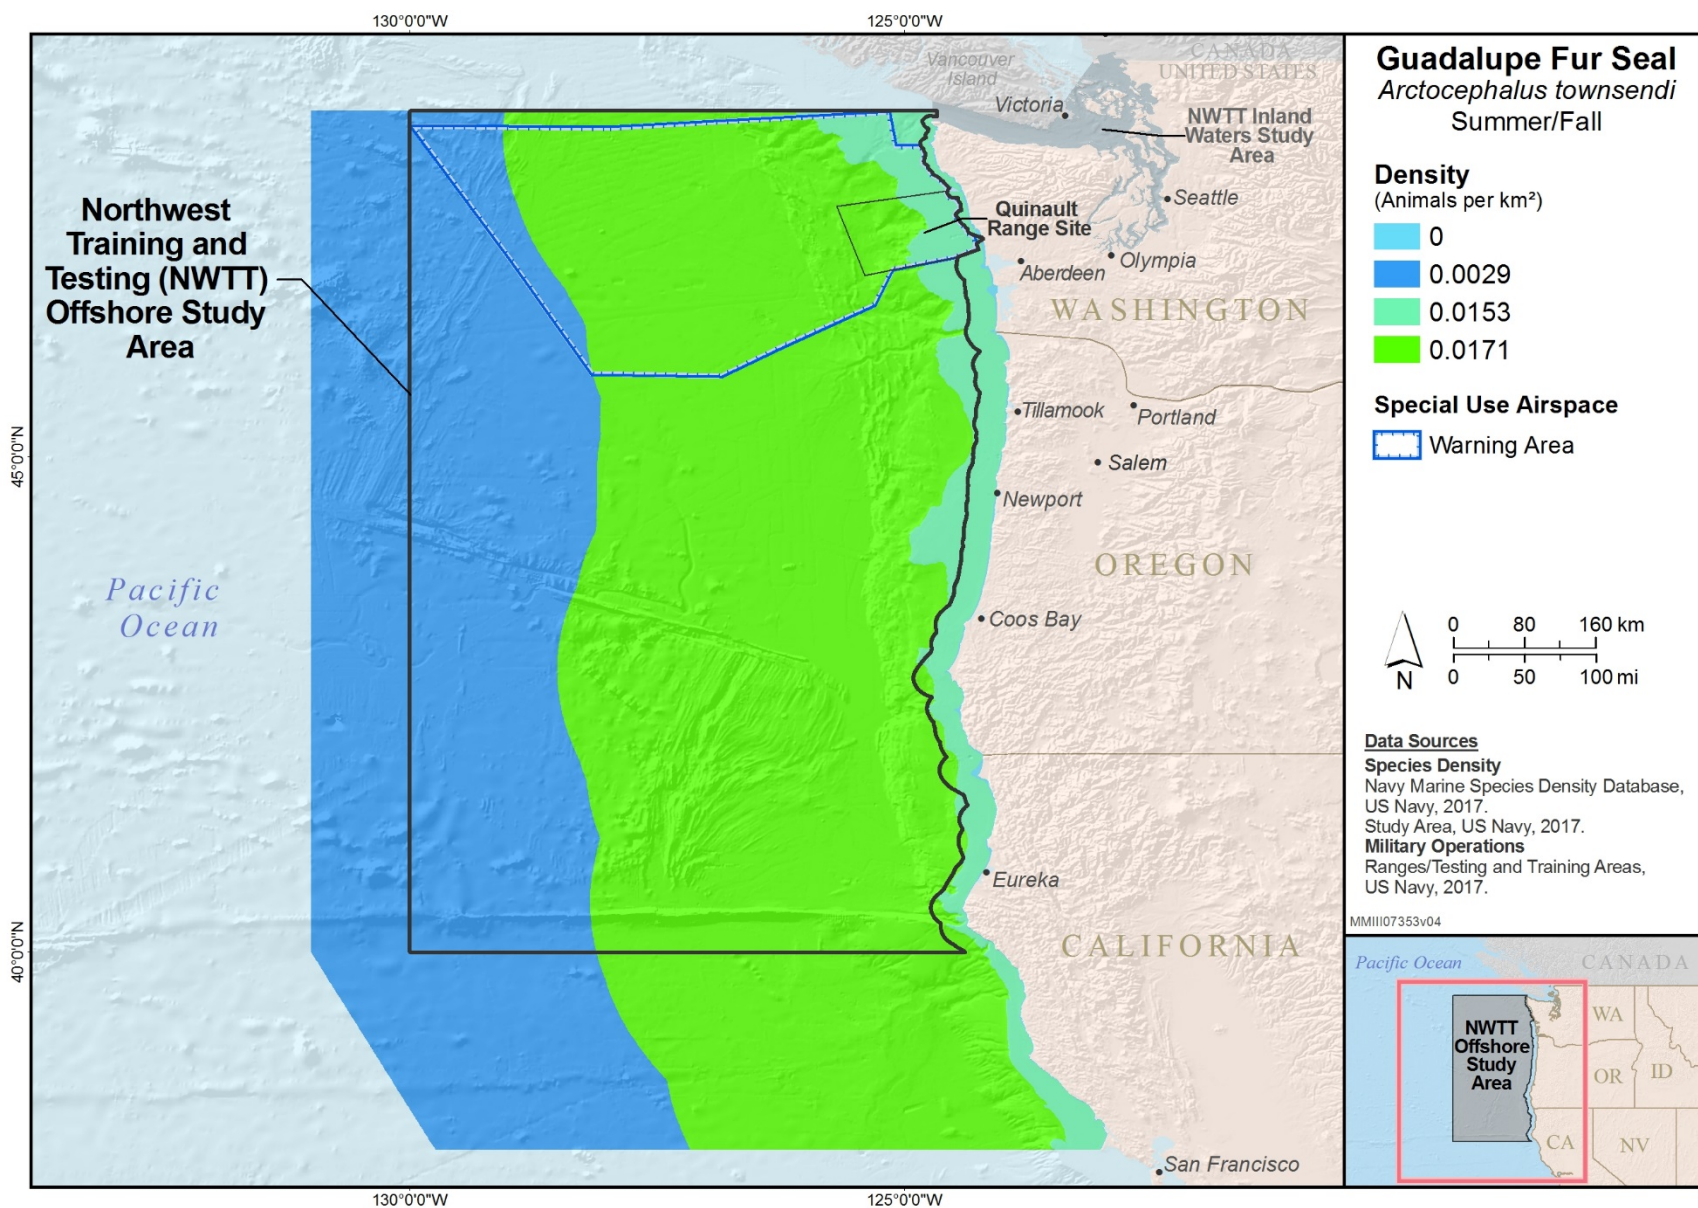 130°0'0"W
125°0'0"W
45°0'0"N
40°0'0"N
130°0'0"W
125°0'0"W
CANADA
UNITED STATES
Vancouver
Island
Victoria
NWTT Inland
Waters Study
Area
Seattle
Northwest
Training and
Testing (NWTT)
Offshore Study
Area
Quinault
Range Site
Aberdeen
Olympia
WASHINGTON
Tillamook
Portland
Salem
Newport
Pacific
Ocean
OREGON
Coos Bay
Eureka
CALIFORNIA
San Francisco
Guadalupe Fur Seal
Arctocephalus townsendi
Summer/Fall
Density
(Animals per km²)
0
0.0029
0.0153
0.0171
Special Use Airspace
Warning Area
N
0 80 160 km
0 50 100 mi
Data Sources
Species Density
Navy Marine Species Density Database,
US Navy, 2017.
Study Area, US Navy, 2017.
Military Operations
Ranges/Testing and Training Areas,
US Navy, 2017.
MMIII07353v04
Pacific Ocean
CANADA
NWTT
Offshore
Study
Area
WA
OR
ID
CA
NV